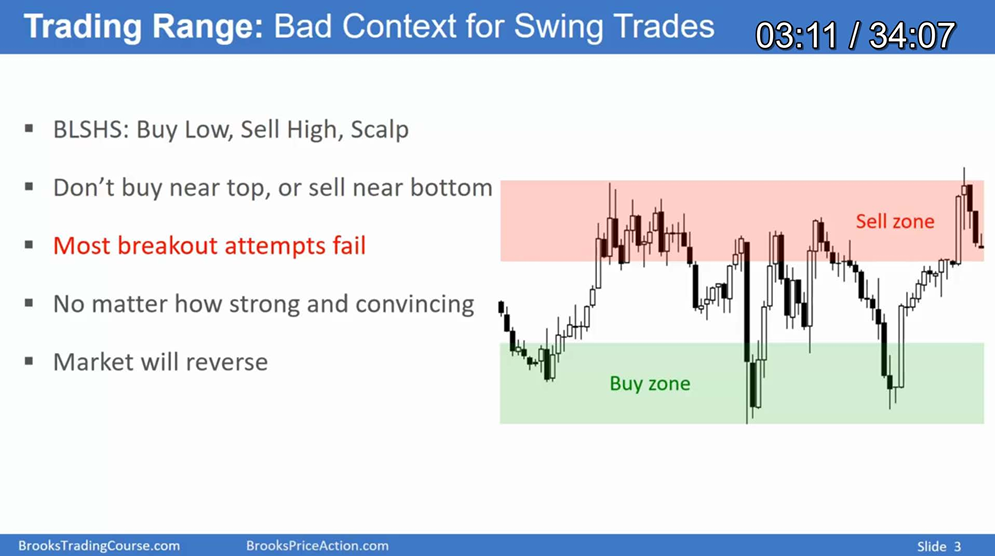 Trading Range: Bad Context for Swing Trades
03:11 / 34:07
▪ BLSHS: Buy Low, Sell High, Scalp
▪ Don’t buy near top, or sell near bottom
▪ Most breakout attempts fail
▪ No matter how strong and convincing
▪ Market will reverse
Sell zone
Buy zone
BrooksTradingCourse.com BrooksPriceAction.com Slide 3